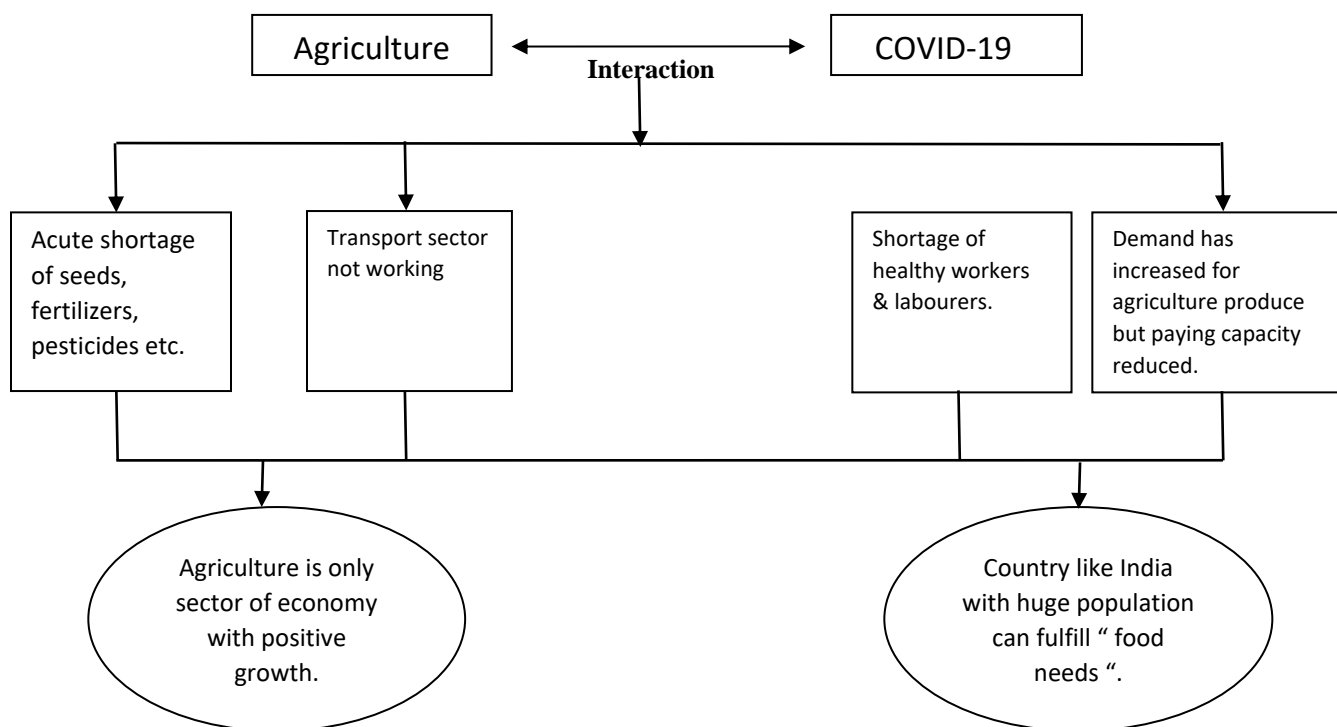 Agriculture
COVID-19
Interaction
Acute shortage
of seeds,
fertilizers,
pesticides etc.
Transport sector
not working
Shortage of
healthy workers
& labourers.
Demand has
increased for
agriculture produce
but paying capacity
reduced.
Agriculture is only
sector of economy
with positive
growth.
Country like India
with huge population
can fulfill “ food
needs “.